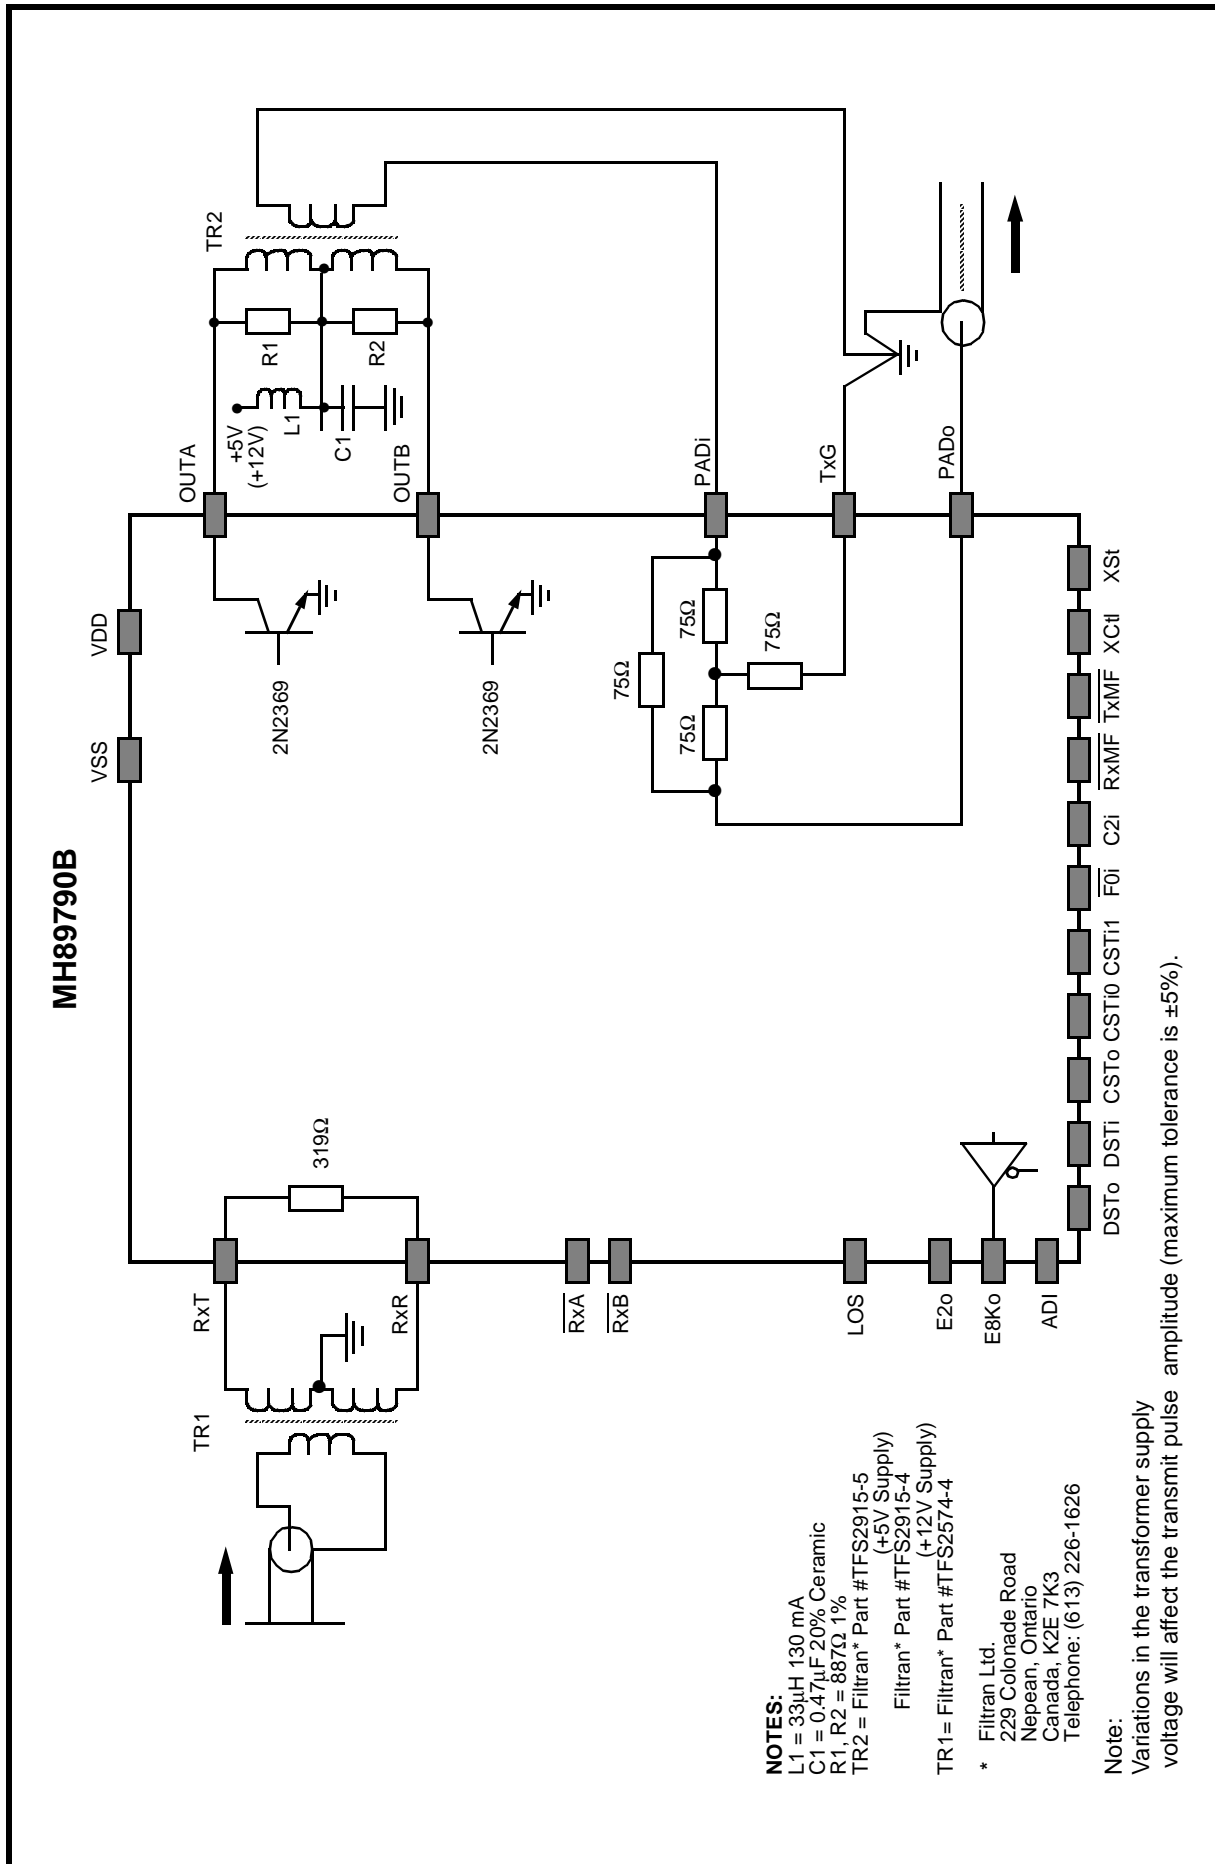 MH89790B
TR1
RxT
RxR
RxA
RxB
LOS
E2o
E8Ko
ADI
319Ω
VSS
VDD
2N2369
2N2369
75Ω
75Ω
75Ω
75Ω
OUTA
OUTB
PADi
TxG
PADo
+5V
(+12V)
L1
C1
R1
R2
TR2
DSTo
DSTi
CSTo
CSTi0
CSTi1
F0i
C2i
RxMF
TxMF
XCtl
XSt
NOTES:
L1 = 33µH 130 mA
C1 = 0.47µF 20% Ceramic
R1, R2 = 887Ω 1%
TR2 = Filtran* Part #TFS2915-5
(+5V Supply)
Filtran* Part #TFS2915-4
(+12V Supply)
TR1= Filtran* Part #TFS2574-4
* Filtran Ltd.
229 Colonade Road
Nepean, Ontario
Canada, K2E 7K3
Telephone: (613) 226-1626
Note:
Variations in the transformer supply
voltage will affect the transmit pulse amplitude (maximum tolerance is ±5%).